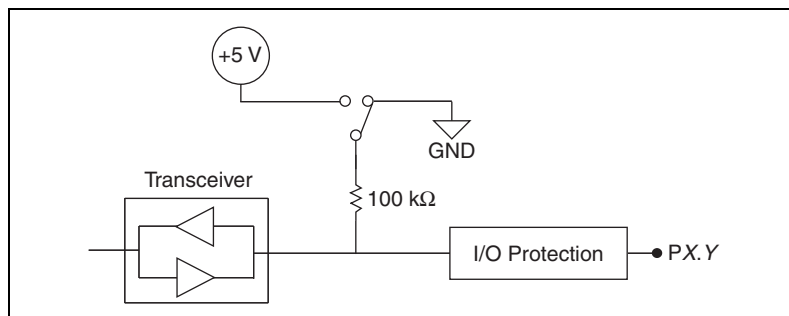 +5 V
GND
Transceiver
100 kΩ
I/O Protection
PX.Y